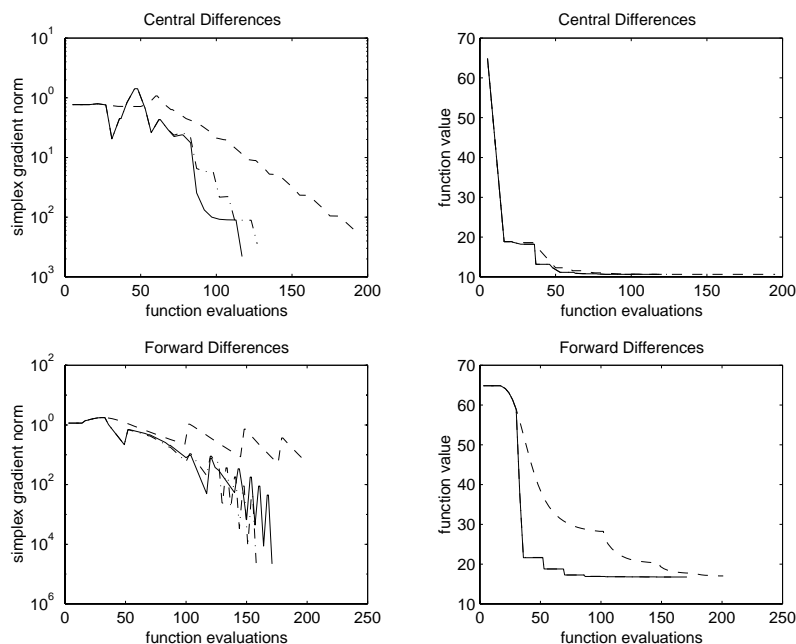 Central Differences
10^1
10^0
10^1
10^2
10^3
simplex gradient norm
0 50 100 150 200
function evaluations
Central Differences
70
60
50
40
30
20
10
function value
0 50 100 150 200
function evaluations
Forward Differences
10^2
10^0
10^2
10^4
10^6
simplex gradient norm
0 50 100 150 200 250
function evaluations
Forward Differences
70
60
50
40
30
20
10
function value
0 50 100 150 200 250
function evaluations